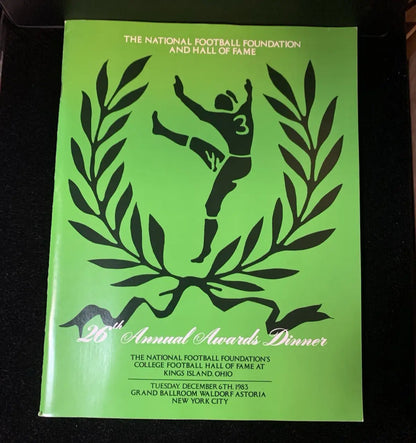 THE NATIONAL FOOTBALL FOUNDATION
AND HALL OF FAME
3
26th Annual Awards Dinner
THE NATIONAL FOOTBALL FOUNDATION'S
COLLEGE FOOTBALL HALL OF FAME AT
KINGS ISLAND, OHIO
TUESDAY, DECEMBER 6TH, 1983
GRAND BALLROOM WALDORF ASTORIA
NEW YORK CITY